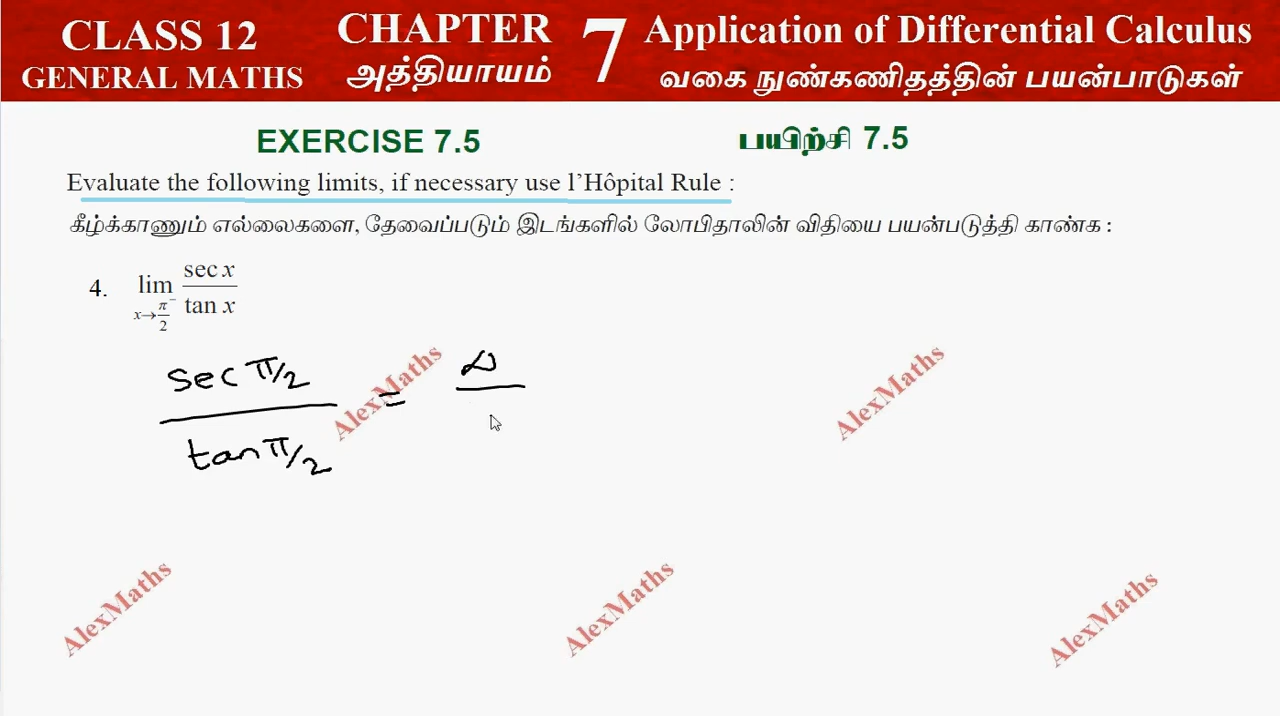 CLASS 12
GENERAL MATHS
CHAPTER
அத்தியாயம்
7
Application of Differential Calculus
வகை நுண்கணிதத்தின் பயன்பாடுகள்
EXERCISE 7.5
பயிற்சி 7.5
Evaluate the following limits, if necessary use l’Hôpital Rule :
கீழ்க்காணும் எல்லைகளை, தேவைப்படும் இடங்களில் லோபிதாலின் விதியை பயன்படுத்தி காண்க :
4. lim x→π/2⁻ sec x / tan x
sec π/2
tan π/2
=
AlexMaths
AlexMaths
AlexMaths
AlexMaths
AlexMaths